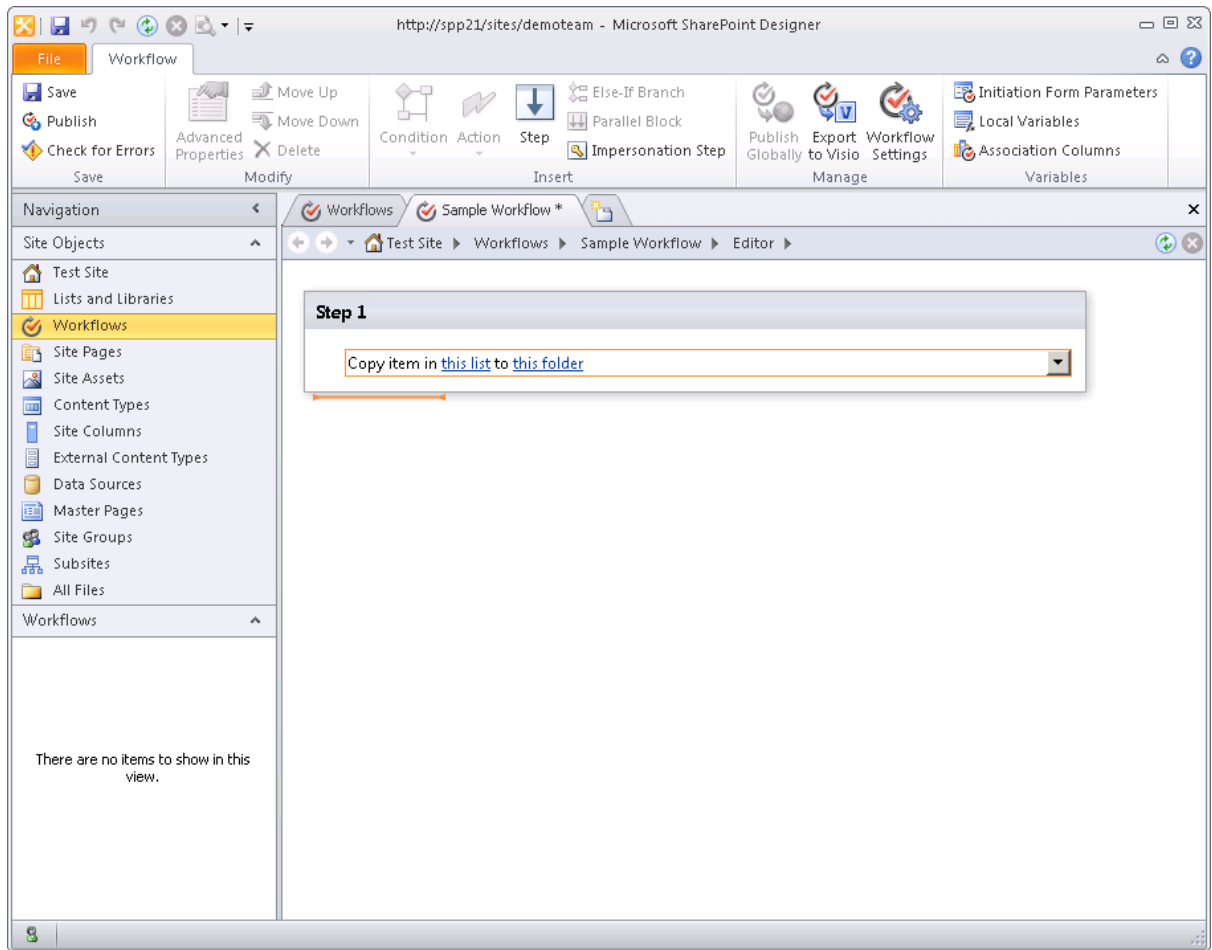 http://spp21/sites/demoteam - Microsoft SharePoint Designer
File Workflow
Save
Publish
Check for Errors
Save
Advanced Properties
Move Up
Move Down
Delete
Modify
Condition Action Step
Else-If Branch
Parallel Block
Impersonation Step
Insert
Publish Globally
Export to Visio
Workflow Settings
Manage
Initiation Form Parameters
Local Variables
Association Columns
Variables
Navigation
Workflows Sample Workflow *
Site Objects
Test Site Workflows Sample Workflow Editor
Test Site
Lists and Libraries
Workflows
Site Pages
Site Assets
Content Types
Site Columns
External Content Types
Data Sources
Master Pages
Site Groups
Subsites
All Files
Workflows
There are no items to show in this
view.
Step 1
Copy item in this list to this folder